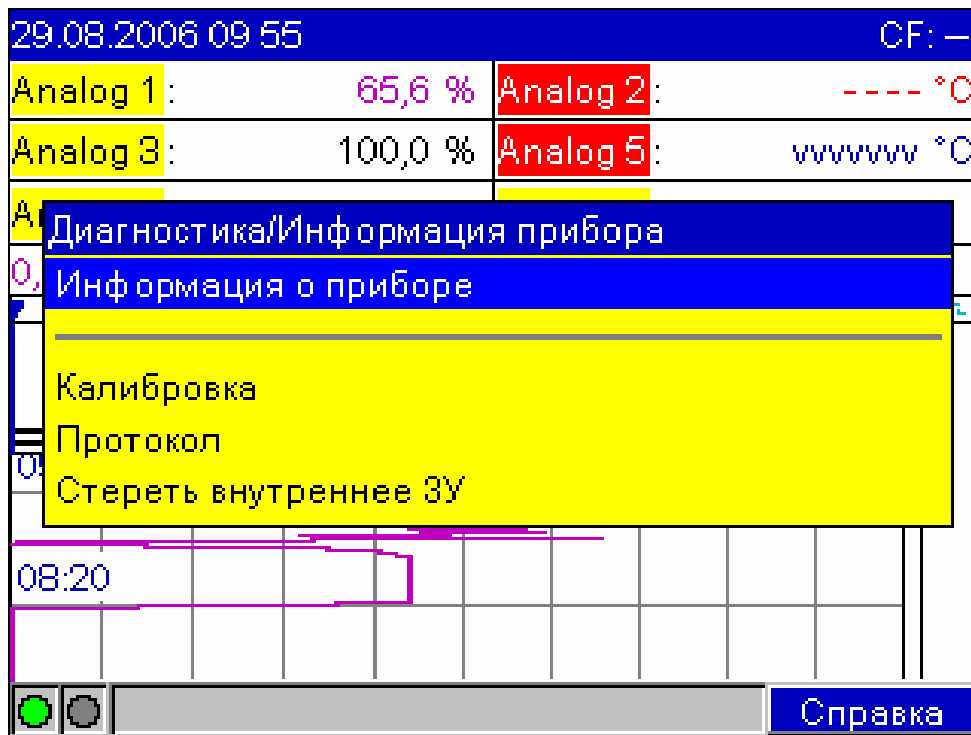 29.08.2006 09 55 CF: –
Analog 1 : 65,6 % Analog 2 : - - - - °C
Analog 3 : 100,0 % Analog 5 : vvvvvvv °C
Диагностика/Информация прибора
Информация о приборе
Калибровка
Протокол
Стереть внутреннее ЗУ
08:20
Справка